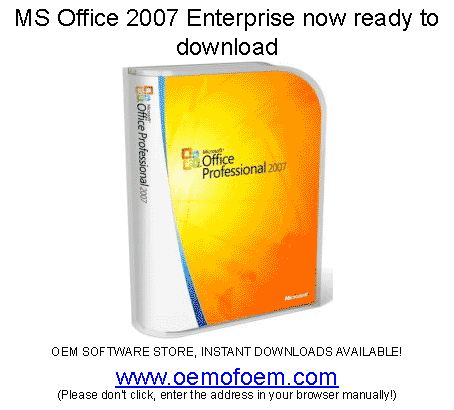 MS Office 2007 Enterprise now ready to
download
Microsoft
Office
Professional 2007
Microsoft
Office Professional 2007
Microsoft
OEM SOFTWARE STORE, INSTANT DOWNLOADS AVAILABLE!
www.oemofoem.com
(Please don't click, enter the address in your browser manually!)